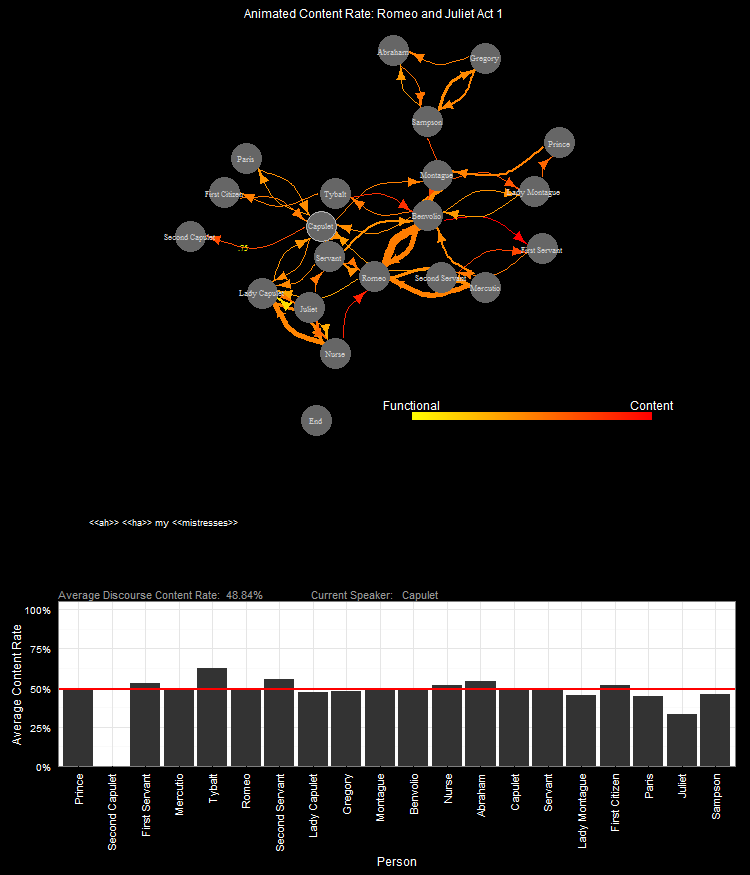 Animated Content Rate: Romeo and Juliet Act 1
Abraham
Gregory
Sampson
Prince
Paris
Montague
First Citizen
Tybalt
Lady Montague
Benvolio
Capulet
Second Capulet
.75
First Servant
Servant
Romeo
Second Servant
Mercutio
Lady Capulet
Juliet
Nurse
Functional
Content
End
<<ah>> <<ha>> my <<mistresses>>
Average Discourse Content Rate: 48.84%
Current Speaker: Capulet
Average Content Rate
100%
75%
50%
25%
0%
Prince
Second Capulet
First Servant
Mercutio
Tybalt
Romeo
Second Servant
Lady Capulet
Gregory
Montague
Benvolio
Nurse
Abraham
Capulet
Servant
Lady Montague
First Citizen
Paris
Juliet
Sampson
Person